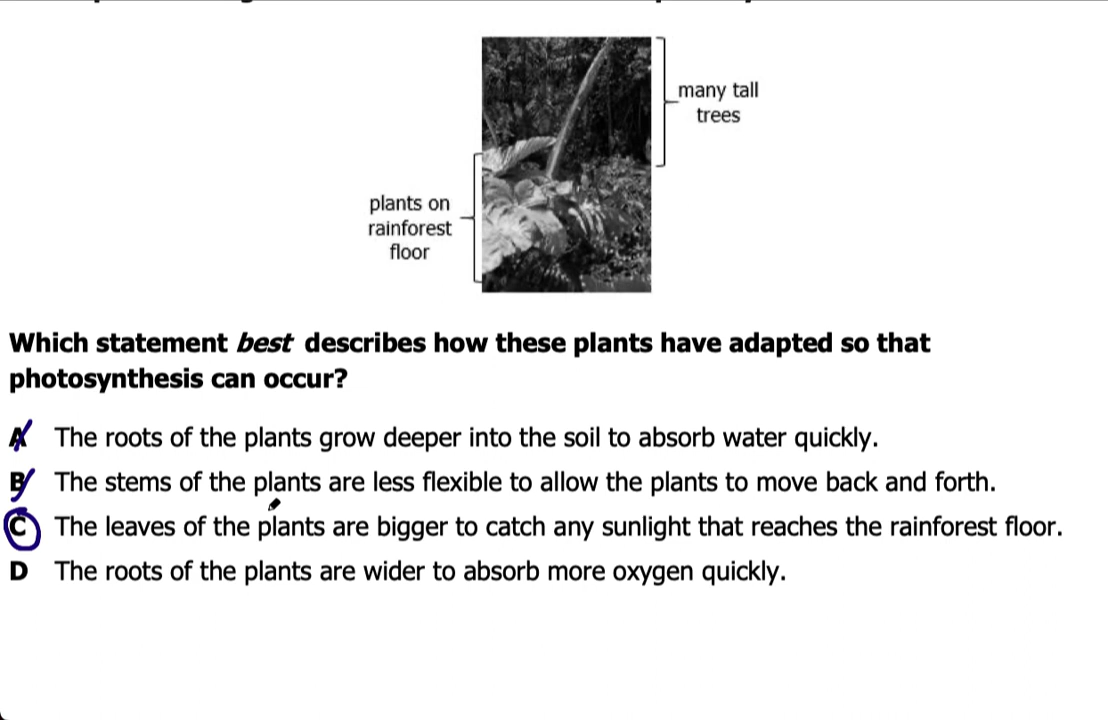 many tall
trees
plants on
rainforest
floor
Which statement best describes how these plants have adapted so that
photosynthesis can occur?
A The roots of the plants grow deeper into the soil to absorb water quickly.
B The stems of the plants are less flexible to allow the plants to move back and forth.
C The leaves of the plants are bigger to catch any sunlight that reaches the rainforest floor.
D The roots of the plants are wider to absorb more oxygen quickly.